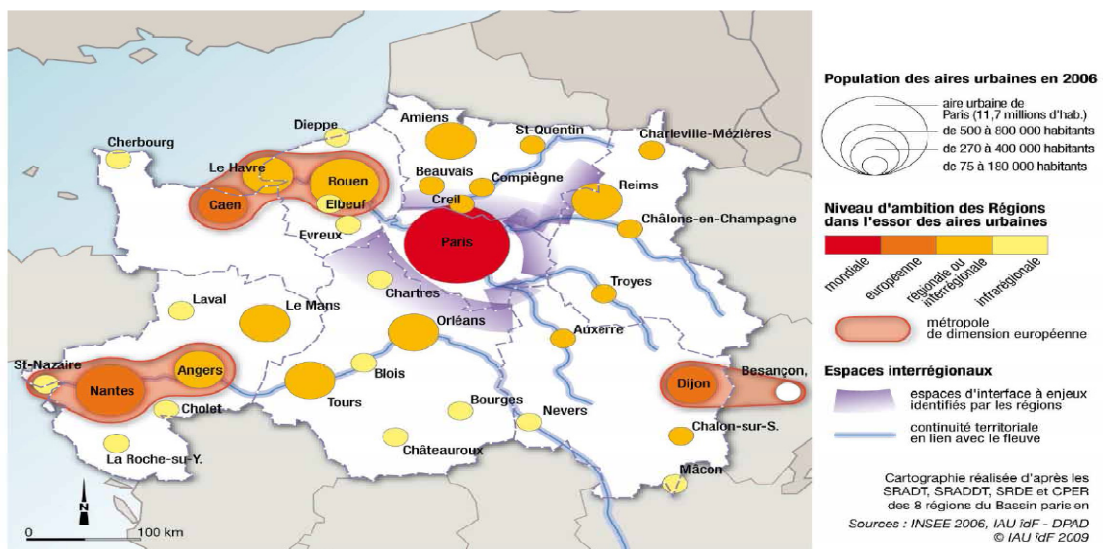 Cherbourg
Dieppe
Amiens
St Quentin
Charleville-Mézières
Le Havre
Rouen
Beauvais
Compiègne
Reims
Caen
Elbeuf
Creil
Evreux
Paris
Châlons-en-Champagne
Laval
Le Mans
Chartres
Orléans
Troyes
Auxerre
St-Nazaire
Nantes
Angers
Tours
Blois
Dijon
Besançon,
Cholet
Bourges
Nevers
Chalon-sur-S.
La Roche-su-Y.
Châteauroux
Mâcon
N
0 100 km
Population des aires urbaines en 2006
aire urbaine de
Paris (11,7 millions d'hab.)
de 500 à 800 000 habitants
de 270 à 400 000 habitants
de 75 à 180 000 habitants
Niveau d'ambition des Régions
dans l'essor des aires urbaines
mondiale
européenne
régionale ou
interrégionale
infrarégionale
métropole
de dimension européenne
Espaces interrégionaux
espaces d'interface à enjeux
identifiés par les régions
continuité territoriale
en lien avec le fleuve
Cartographie réalisée d'après les
SRADT, SRADDT, SRDE et CPER
des 8 régions du Bassin parisien
Sources : INSEE 2006, IAU îdF - DPAD
© IAU îdF 2009